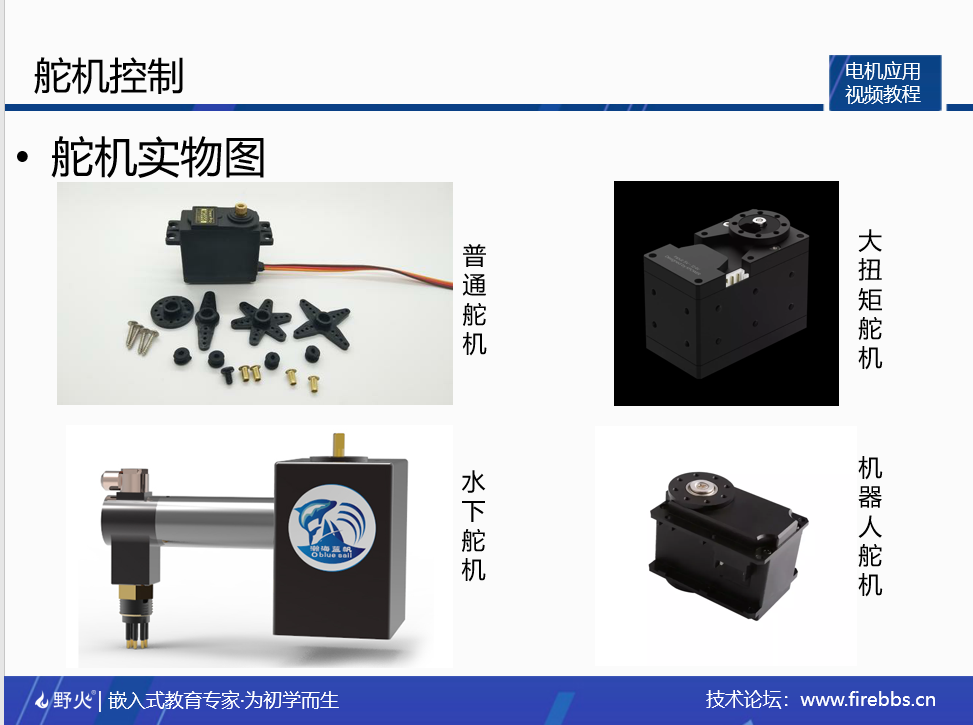 舵机控制
电机应用
视频教程
• 舵机实物图
普通舵机
大扭矩舵机
瀚海蓝帆
Oblue sail
水下舵机
机器人舵机
野火® | 嵌入式教育专家·为初学而生
技术论坛：www.firebbs.cn